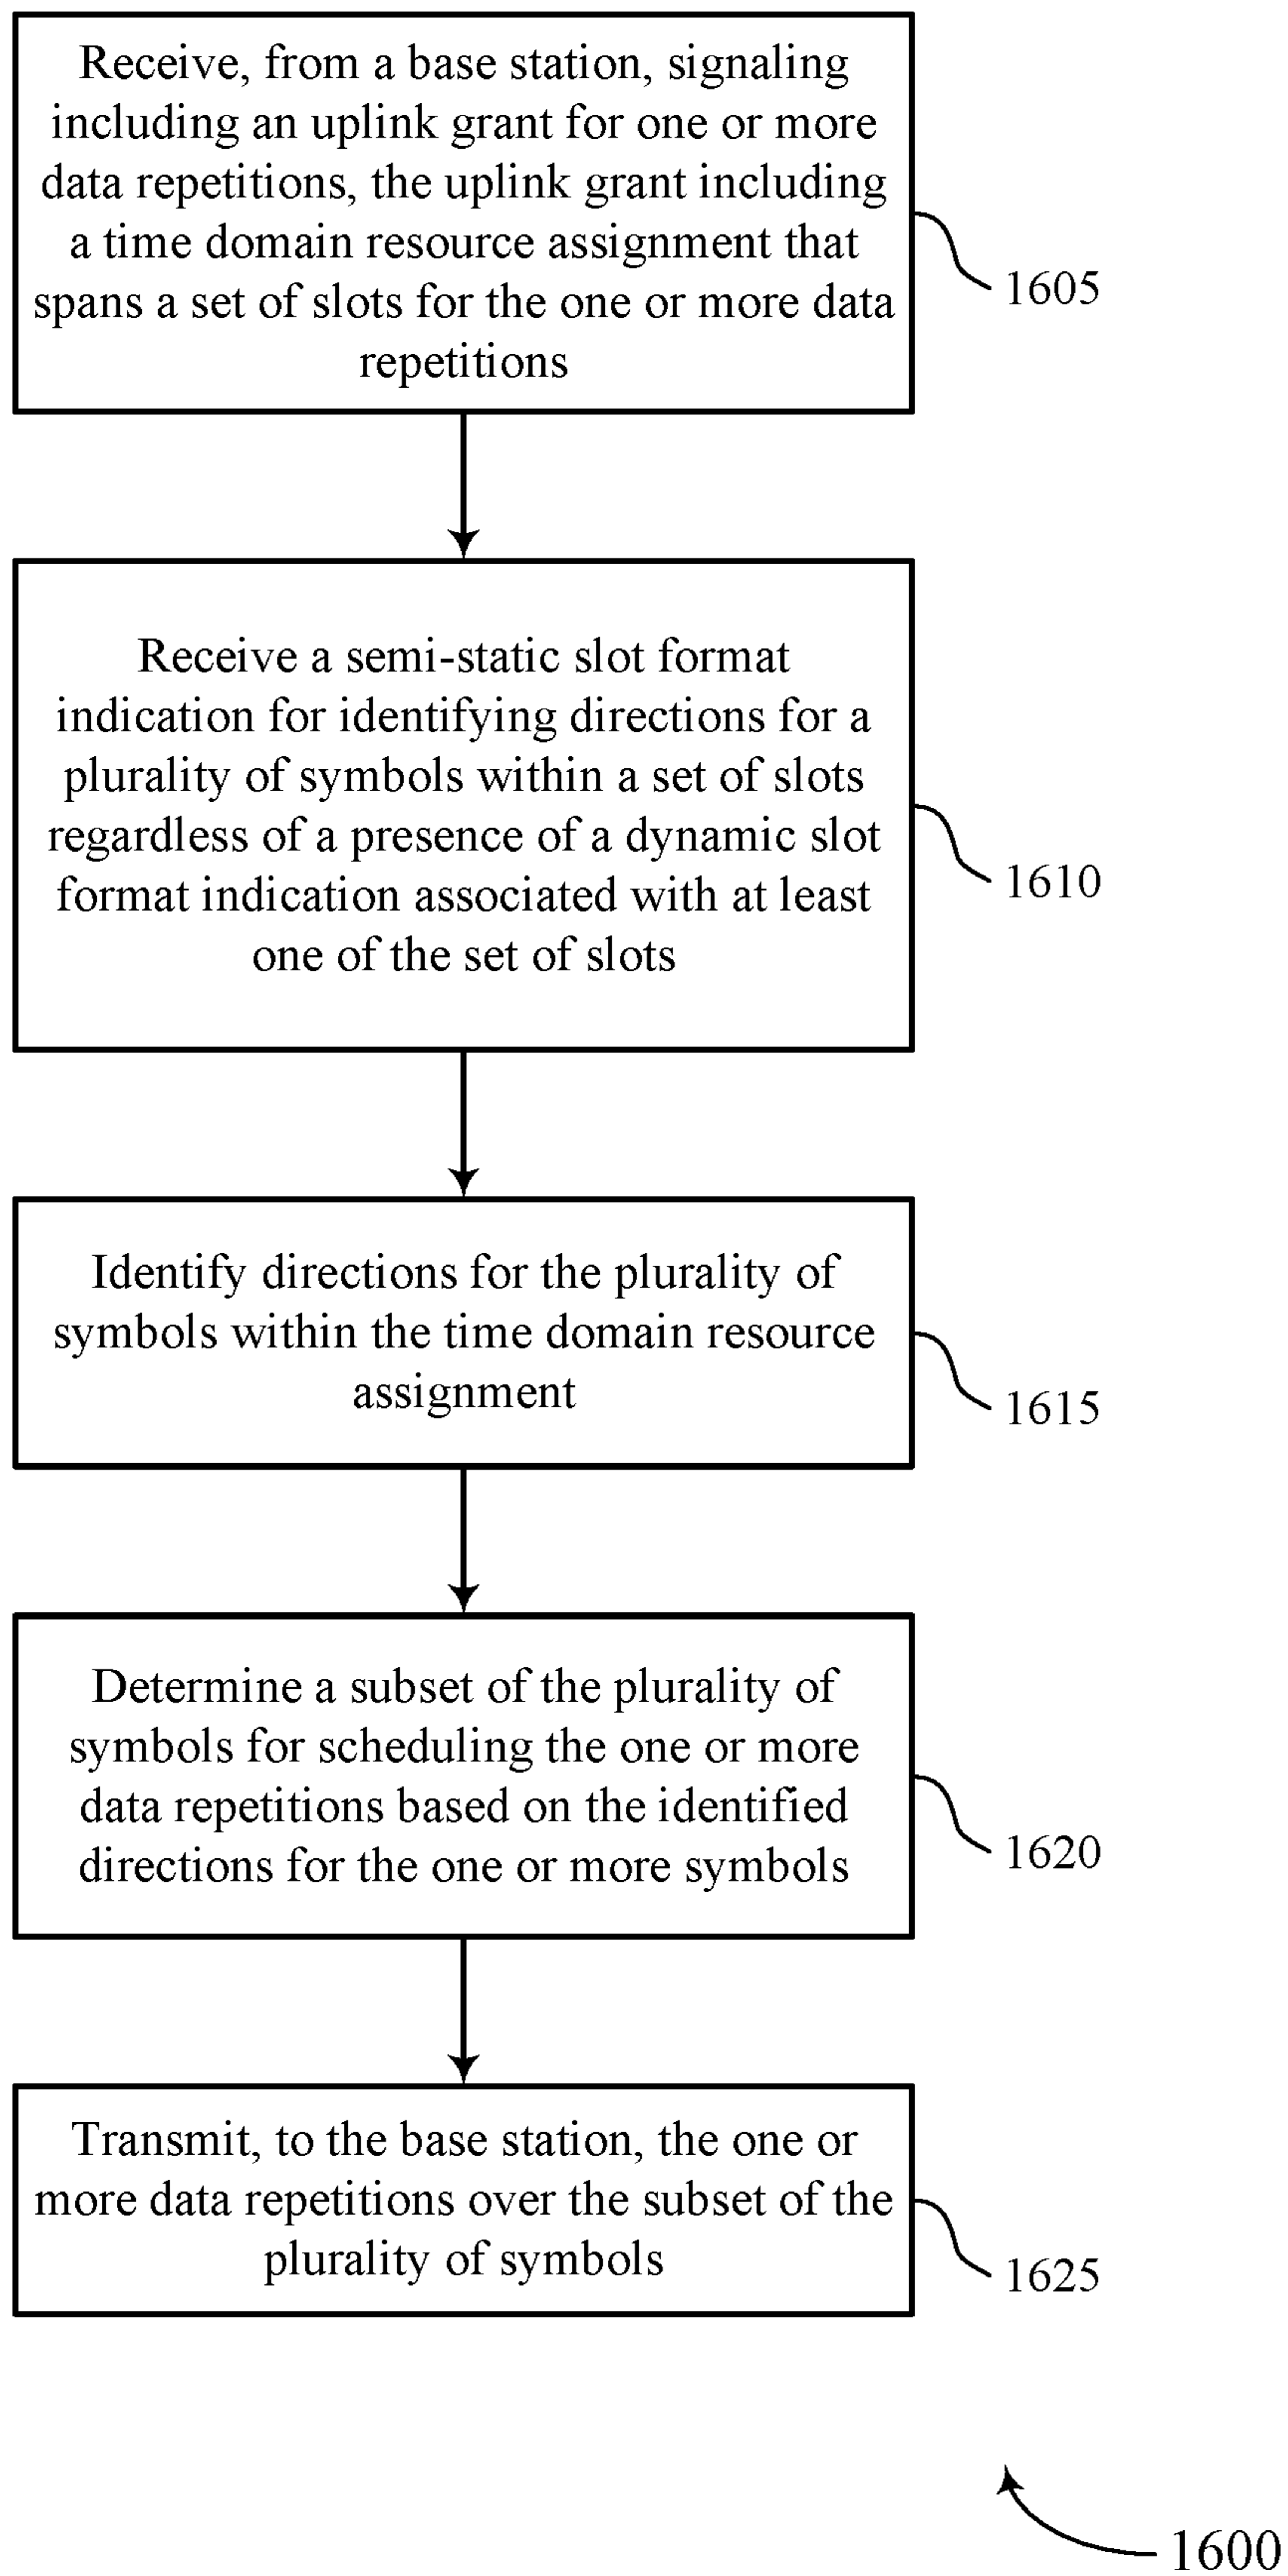 Receive, from a base station, signaling
including an uplink grant for one or more
data repetitions, the uplink grant including
a time domain resource assignment that
spans a set of slots for the one or more data
repetitions
1605
Receive a semi-static slot format
indication for identifying directions for a
plurality of symbols within a set of slots
regardless of a presence of a dynamic slot
format indication associated with at least
one of the set of slots
1610
Identify directions for the plurality of
symbols within the time domain resource
assignment
1615
Determine a subset of the plurality of
symbols for scheduling the one or more
data repetitions based on the identified
directions for the one or more symbols
1620
Transmit, to the base station, the one or
more data repetitions over the subset of the
plurality of symbols
1625
1600